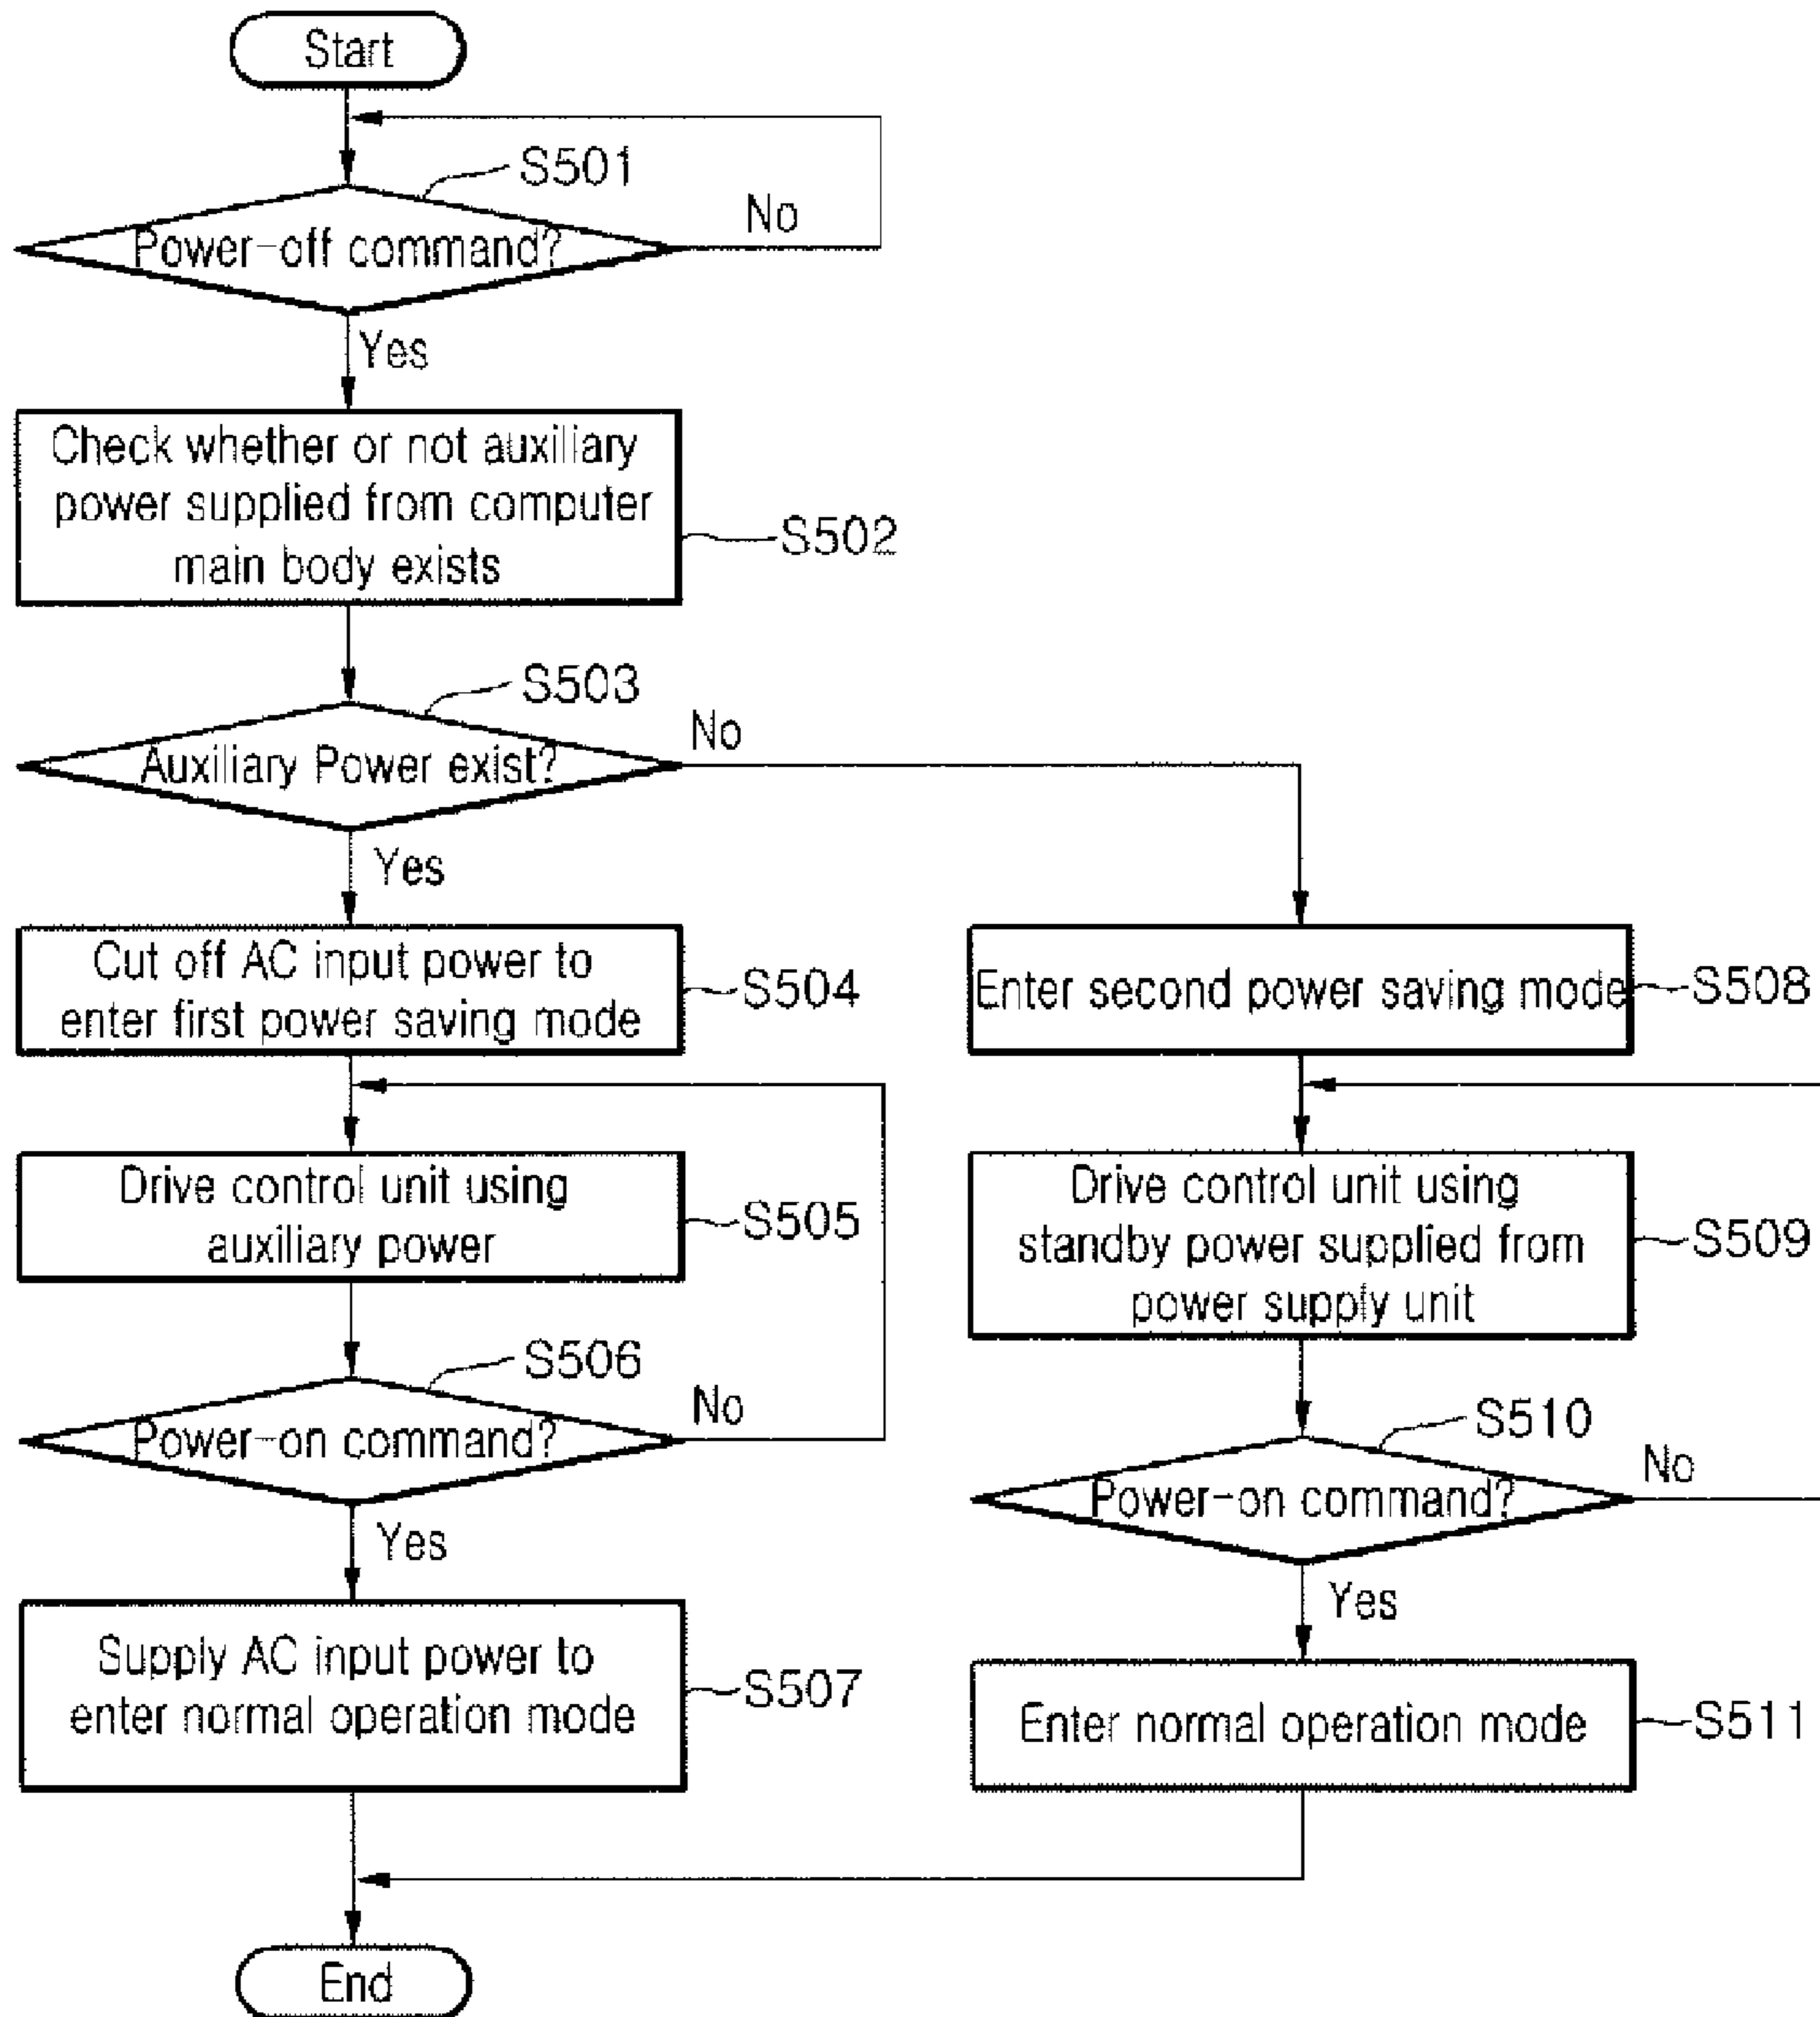 Start
S501
Power-off command?
No
Yes
Check whether or not auxiliary
power supplied from computer
main body exists
S502
S503
Auxiliary Power exist?
No
Yes
Cut off AC input power to
enter first power saving mode
S504
Drive control unit using
auxiliary power
S505
S506
Power-on command?
No
Yes
Supply AC input power to
enter normal operation mode
S507
Enter second power saving mode
S508
Drive control unit using
standby power supplied from
power supply unit
S509
S510
Power-on command?
No
Yes
Enter normal operation mode
S511
End